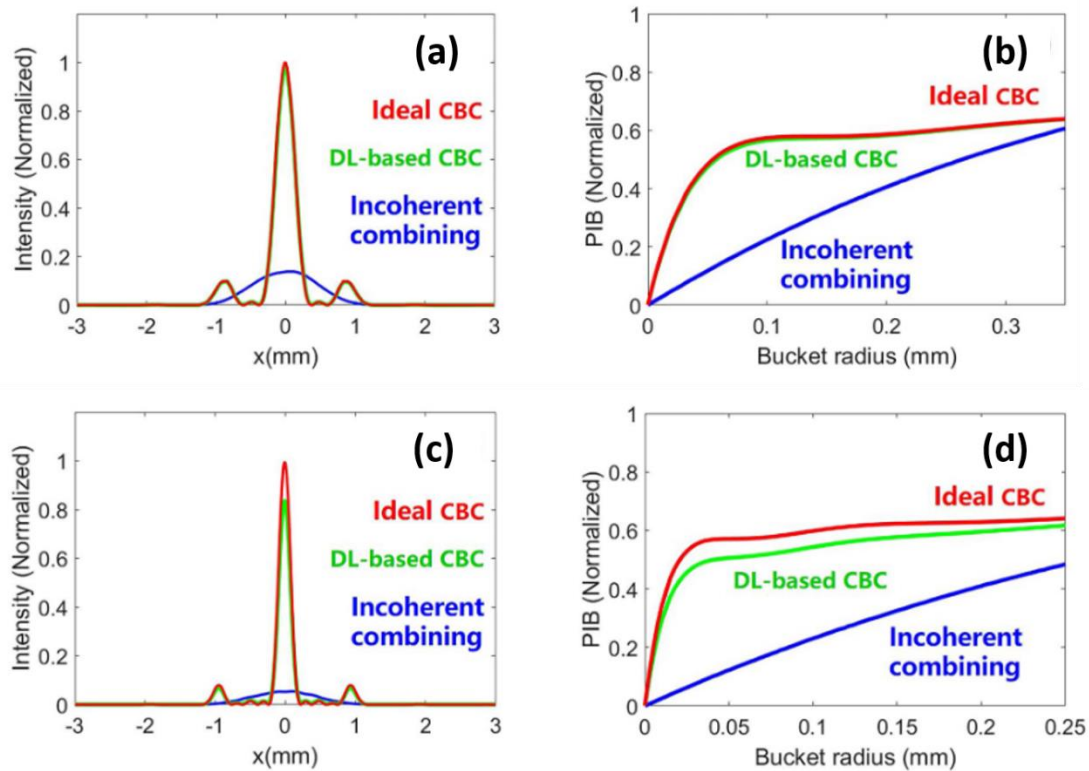 (a)
1
0.8
0.6
0.4
0.2
0
Intensity (Normalized)
Ideal CBC
DL-based CBC
Incoherent
combining
-3
-2
-1
0
1
2
3
x(mm)
(b)
1
0.8
0.6
0.4
0.2
0
PIB (Normalized)
Ideal CBC
DL-based CBC
Incoherent
combining
0
0.1
0.2
0.3
Bucket radius (mm)
(c)
1
0.8
0.6
0.4
0.2
0
Intensity (Normalized)
Ideal CBC
DL-based CBC
Incoherent
combining
-3
-2
-1
0
1
2
3
x(mm)
(d)
1
0.8
0.6
0.4
0.2
0
PIB (Normalized)
Ideal CBC
DL-based CBC
Incoherent
combining
0
0.05
0.1
0.15
0.2
0.25
Bucket radius (mm)